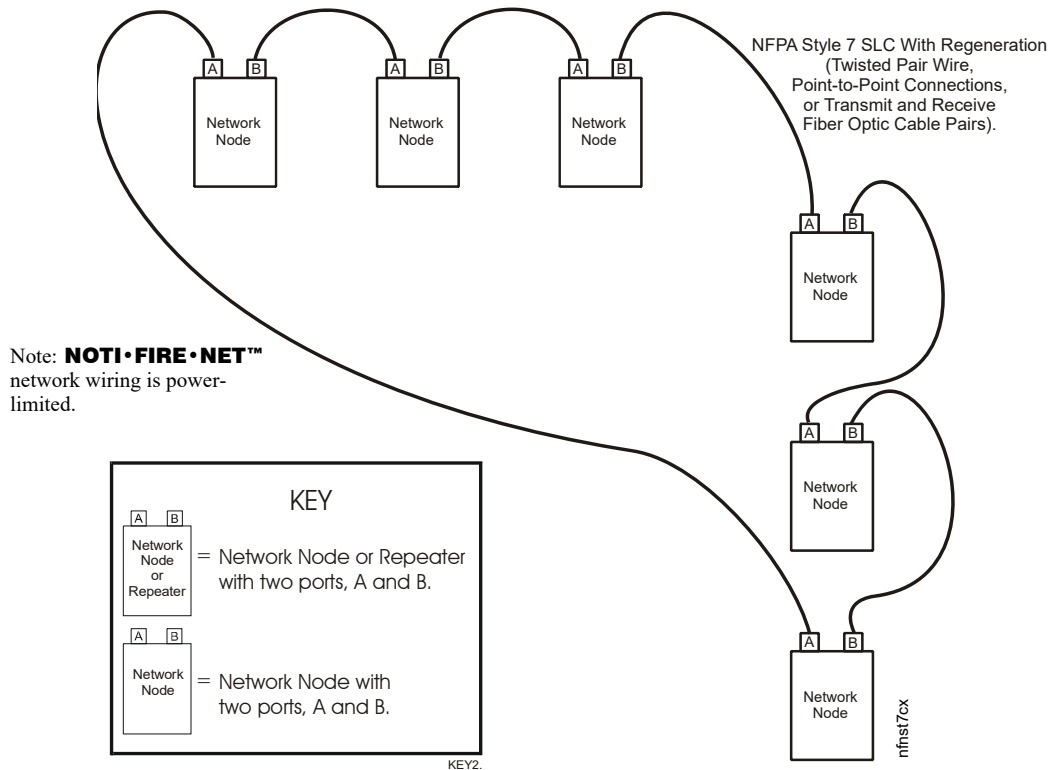 A B
Network
Node
A B
Network
Node
A B
Network
Node
NFPA Style 7 SLC With Regeneration
(Twisted Pair Wire,
Point-to-Point Connections,
or Transmit and Receive
Fiber Optic Cable Pairs).
A B
Network
Node
Note: NOTI•FIRE•NET™
network wiring is power-
limited.
A B
Network
Node
KEY
A B
Network
Node
or
Repeater
= Network Node or Repeater
with two ports, A and B.
A B
Network
Node
= Network Node with
two ports, A and B.
KEY2.
A B
Network
Node
nfnst7cx